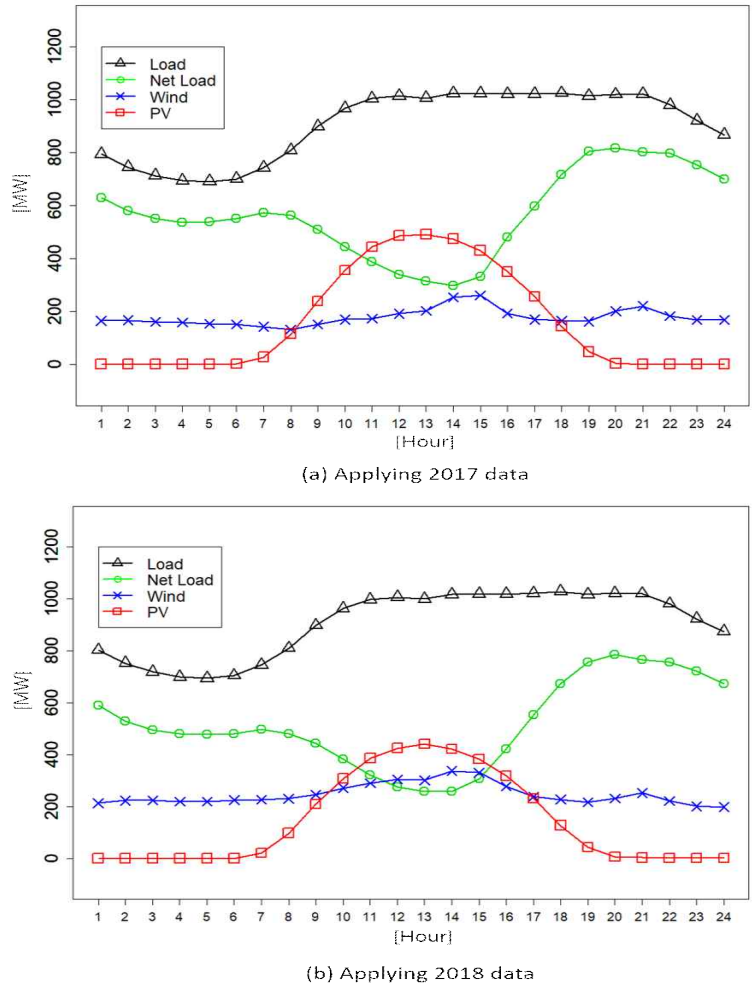 1200
1000
800
600
400
200
0
[MW]
Load
Net Load
Wind
PV
1 2 3 4 5 6 7 8 9 10 11 12 13 14 15 16 17 18 19 20 21 22 23 24
[Hour]
(a) Applying 2017 data
1200
1000
800
600
400
200
0
[MW]
Load
Net Load
Wind
PV
1 2 3 4 5 6 7 8 9 10 11 12 13 14 15 16 17 18 19 20 21 22 23 24
[Hour]
(b) Applying 2018 data